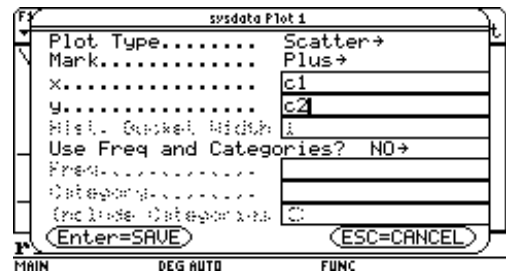 F1
sysdata Plot 1
t
Plot Type........ Scatter→
Mark............. Plus→
x................ c1
y................ c2
Hist. Bucket Width 1
Use Freq and Categories? NO→
Freq.............
Category.........
Include Categories {}
Enter=SAVE ESC=CANCEL
r
MAIN DEG AUTO FUNC